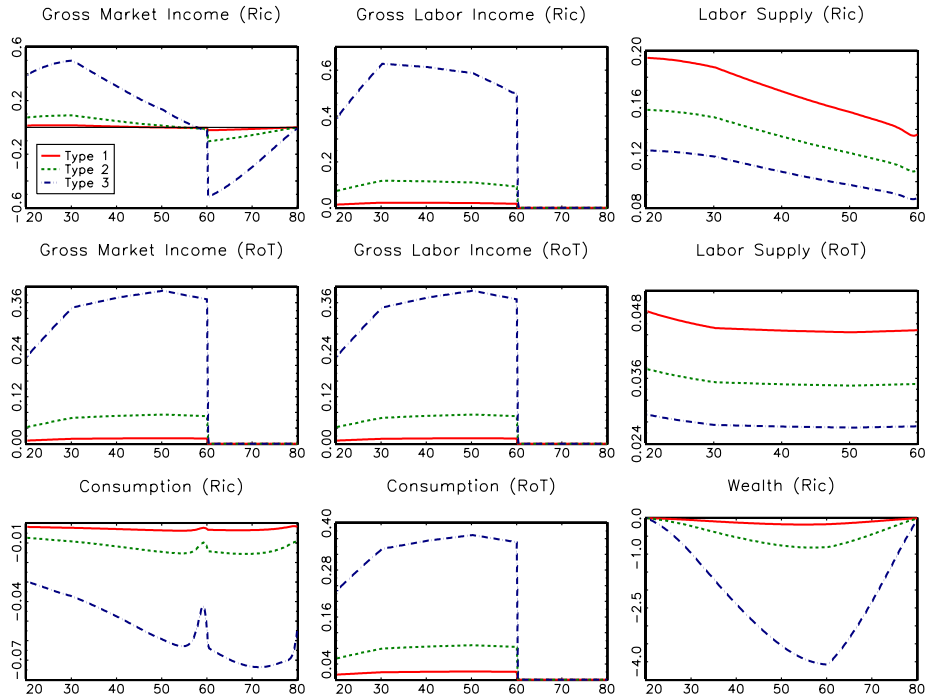 Gross Market Income (Ric)
0.6
0.2
−0.2
−0.6
Type 1
Type 2
Type 3
20 30 40 50 60 70 80
Gross Labor Income (Ric)
0.6
0.4
0.2
0.0
20 30 40 50 60 70 80
Labor Supply (Ric)
0.20
0.16
0.12
0.08
20 30 40 50 60
Gross Market Income (RoT)
0.36
0.24
0.12
0.00
20 30 40 50 60 70 80
Gross Labor Income (RoT)
0.36
0.24
0.12
0.00
20 30 40 50 60 70 80
Labor Supply (RoT)
0.048
0.036
0.024
20 30 40 50 60
Consumption (Ric)
−0.01
−0.04
−0.07
20 30 40 50 60 70 80
Consumption (RoT)
0.40
0.28
0.16
0.04
20 30 40 50 60 70 80
Wealth (Ric)
0.0
−1.0
−2.5
−4.0
20 30 40 50 60 70 80